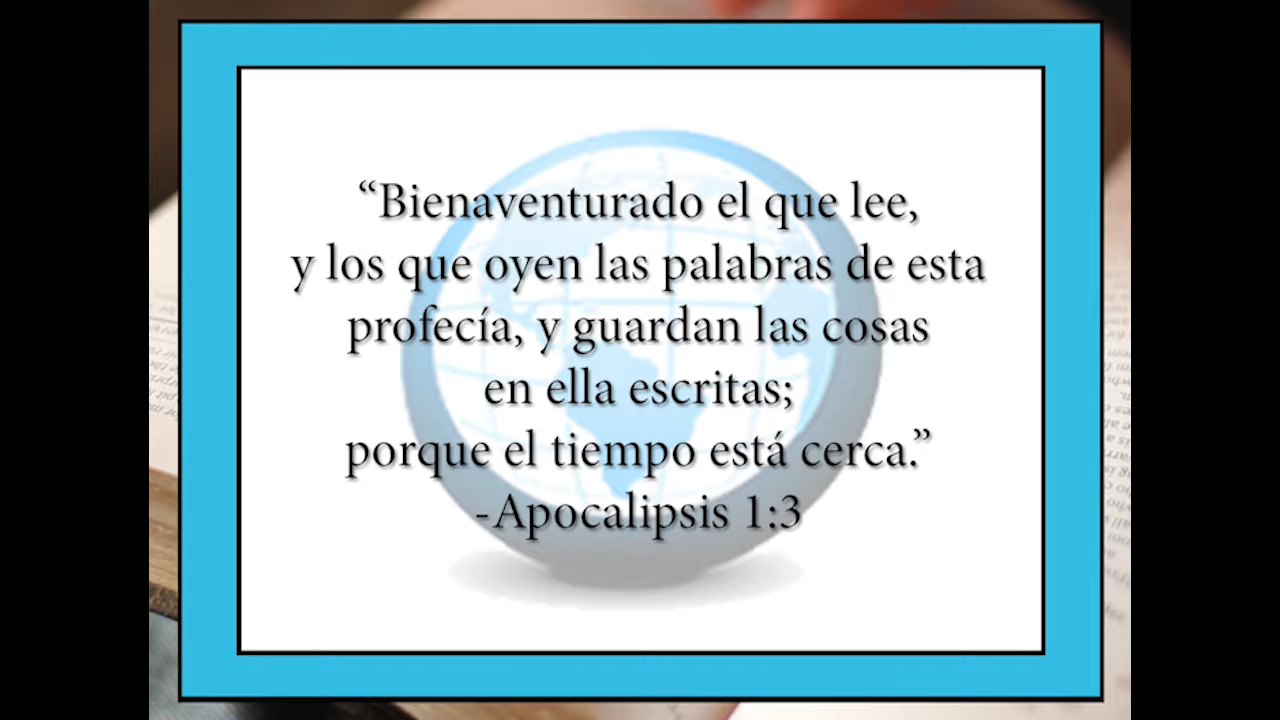 “Bienaventurado el que lee,
y los que oyen las palabras de esta
profecía, y guardan las cosas
en ella escritas;
porque el tiempo está cerca.”
-Apocalipsis 1:3